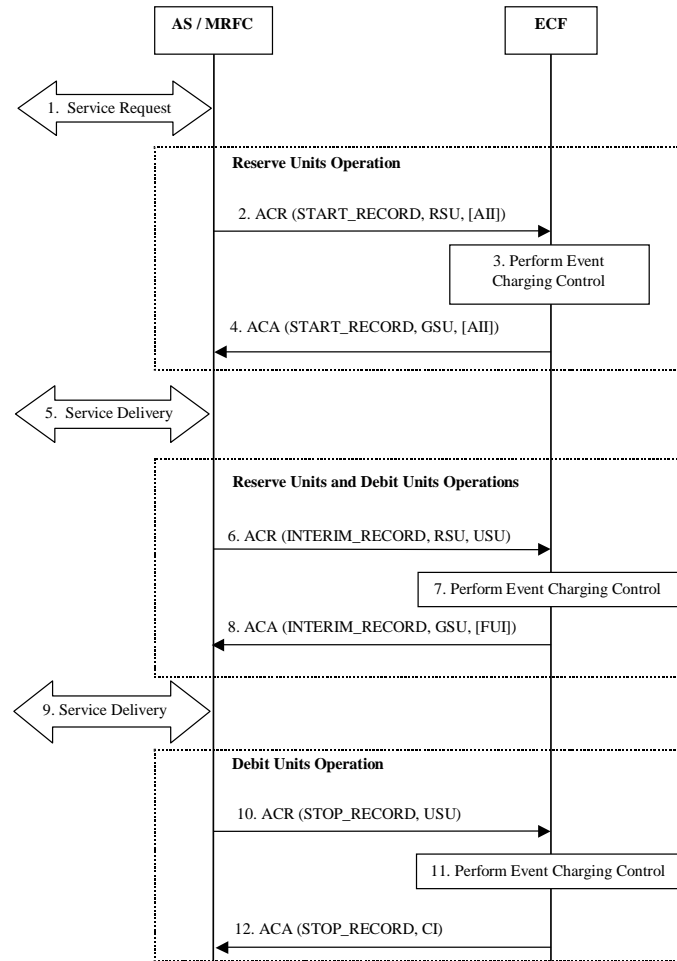 AS / MRFC
ECF
1. Service Request
Reserve Units Operation
2. ACR (START_RECORD, RSU, [AII])
3. Perform Event
Charging Control
4. ACA (START_RECORD, GSU, [AII])
5. Service Delivery
Reserve Units and Debit Units Operations
6. ACR (INTERIM_RECORD, RSU, USU)
7. Perform Event Charging Control
8. ACA (INTERIM_RECORD, GSU, [FUI])
9. Service Delivery
Debit Units Operation
10. ACR (STOP_RECORD, USU)
11. Perform Event Charging Control
12. ACA (STOP_RECORD, CI)